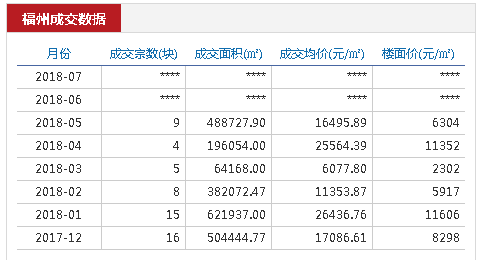 福州成交数据
月份 成交宗数(块) 成交面积(㎡) 成交均价(元/㎡) 楼面价(元/㎡)
2018-07 **** **** **** ****
2018-06 **** **** **** ****
2018-05 9 488727.90 16495.89 6304
2018-04 4 196054.00 25564.39 11352
2018-03 5 64168.00 6077.80 2302
2018-02 8 382072.47 11353.87 5917
2018-01 15 621937.00 26436.76 11606
2017-12 16 504444.77 17086.61 8298